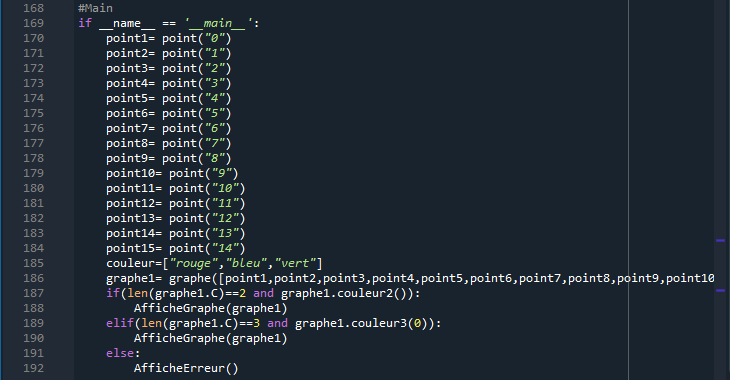 168 #Main
169 if __name__ == '__main__':
170 point1= point("0")
171 point2= point("1")
172 point3= point("2")
173 point4= point("3")
174 point5= point("4")
175 point6= point("5")
176 point7= point("6")
177 point8= point("7")
178 point9= point("8")
179 point10= point("9")
180 point11= point("10")
181 point12= point("11")
182 point13= point("12")
183 point14= point("13")
184 point15= point("14")
185 couleur=["rouge","bleu","vert"]
186 graphe1= graphe([point1,point2,point3,point4,point5,point6,point7,point8,point9,point10
187 if(len(graphe1.C)==2 and graphe1.couleur2()):
188 AfficheGraphe(graphe1)
189 elif(len(graphe1.C)==3 and graphe1.couleur3(0)):
190 AfficheGraphe(graphe1)
191 else:
192 AfficheErreur()